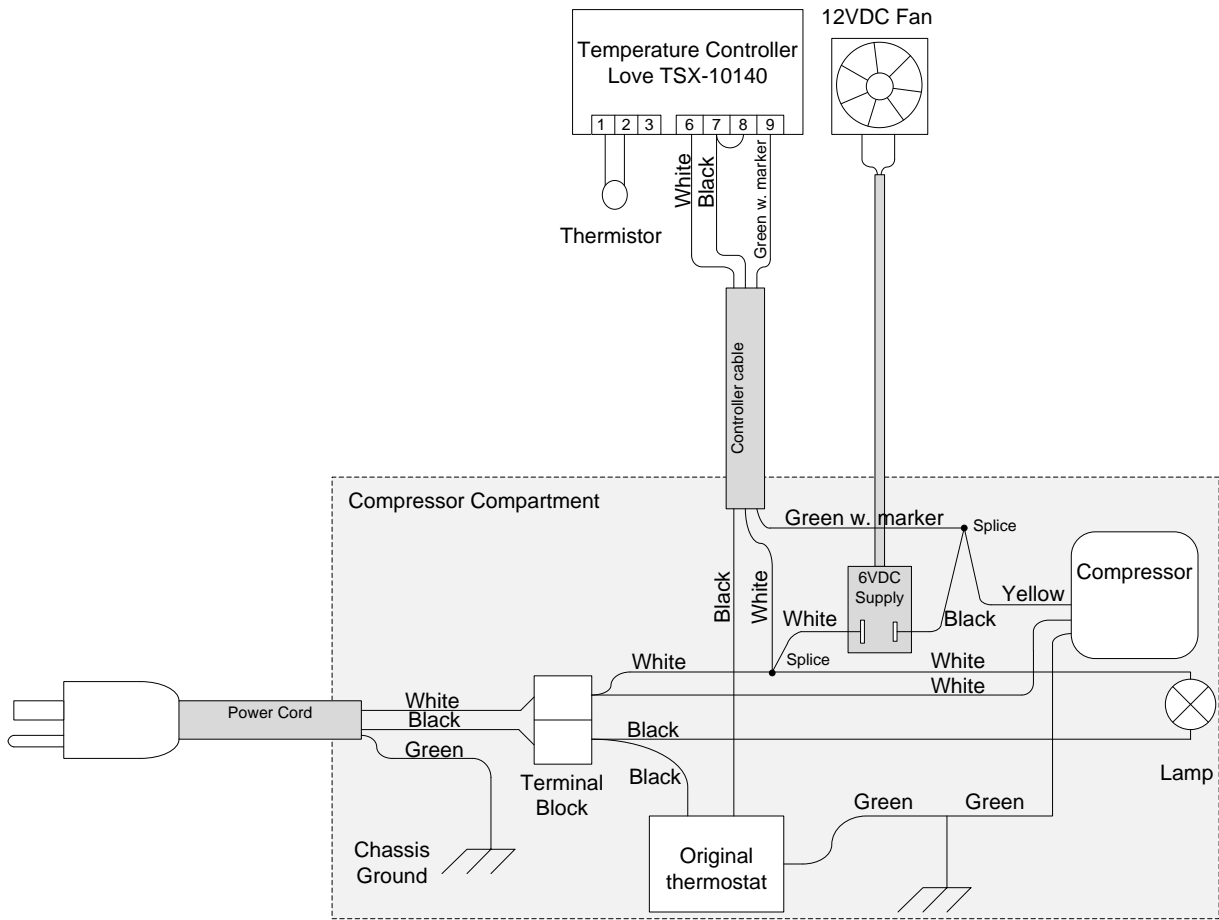 12VDC Fan
Temperature Controller
Love TSX-10140
1 2 3 6 7 8 9
White
Black
Green w. marker
Thermistor
Controller cable
Compressor Compartment
Green w. marker
Splice
Compressor
6VDC
Supply
Yellow
Black
White
White
Black
White
Splice
White
White
Power Cord
White
Black
Green
Black
Black
Terminal
Block
Lamp
Green
Green
Chassis
Ground
Original
thermostat